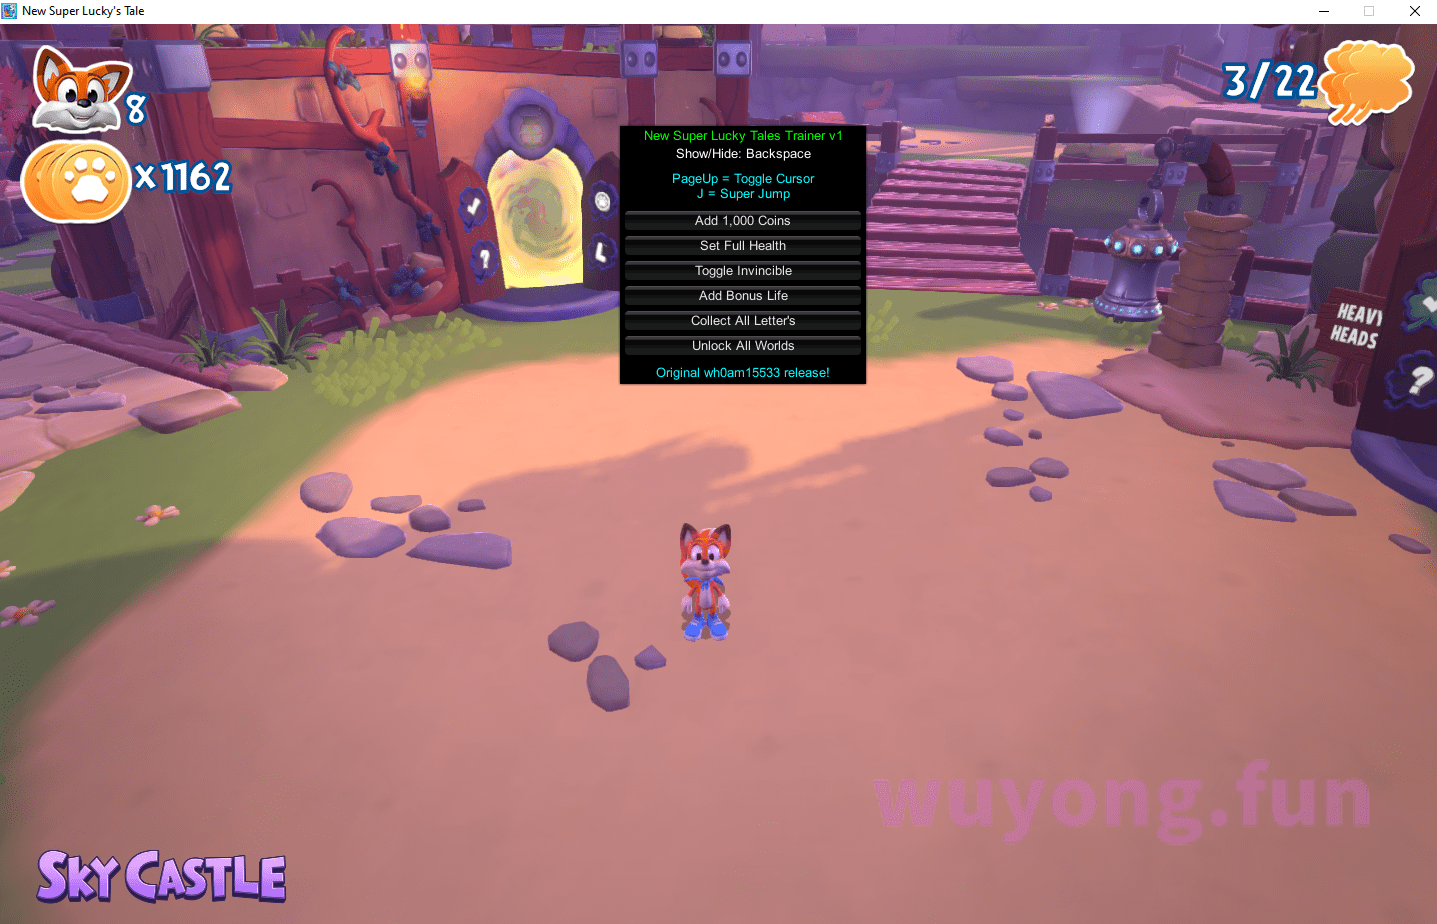 New Super Lucky's Tale
8
x1162
3/22
New Super Lucky Tales Trainer v1
Show/Hide: Backspace
PageUp = Toggle Cursor
J = Super Jump
Add 1,000 Coins
Set Full Health
Toggle Invincible
Add Bonus Life
Collect All Letter's
Unlock All Worlds
Original wh0am15533 release!
?
L
HEAVY
HEADS
?
wuyong.fun
SKY CASTLE